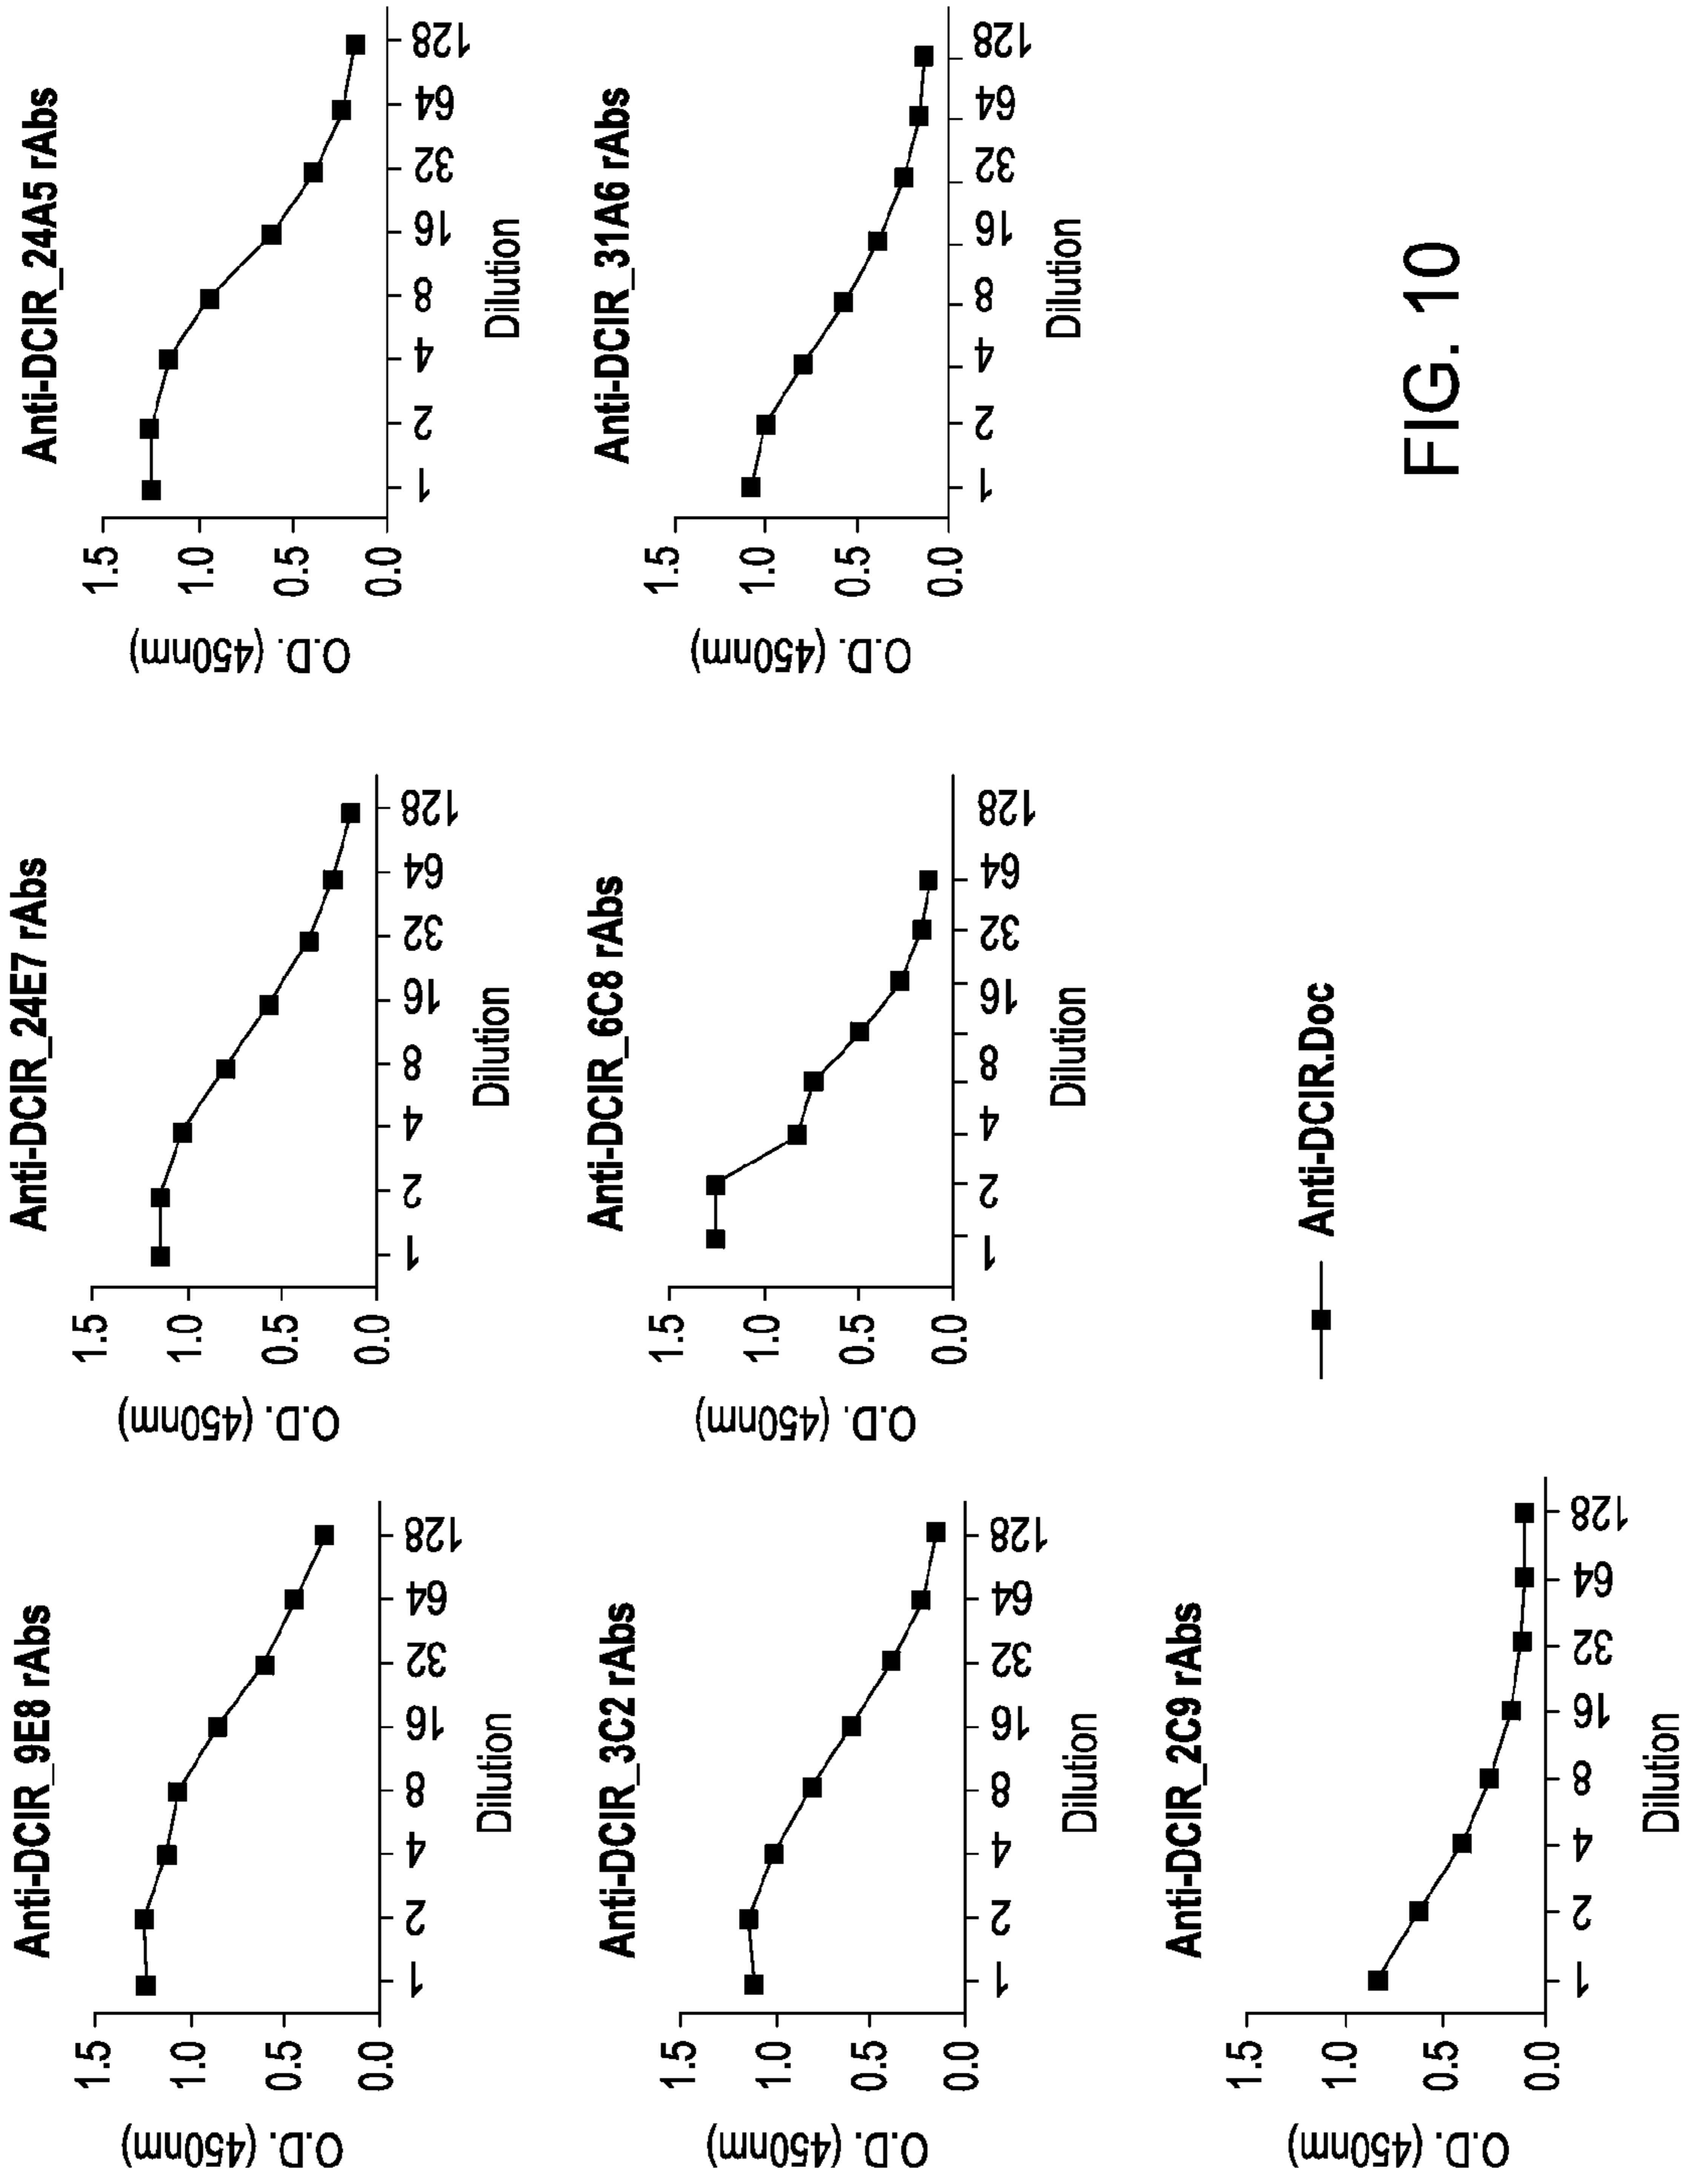 Anti-DCIR_9E8 rAbs
O.D. (450nm)
1.5
1.0
0.5
0.0
1 2 4 8 16 32 64 128
Dilution
Anti-DCIR_24E7 rAbs
O.D. (450nm)
1.5
1.0
0.5
0.0
1 2 4 8 16 32 64 128
Dilution
Anti-DCIR_24A5 rAbs
O.D. (450nm)
1.5
1.0
0.5
0.0
1 2 4 8 16 32 64 128
Dilution
Anti-DCIR_3C2 rAbs
O.D. (450nm)
1.5
1.0
0.5
0.0
1 2 4 8 16 32 64 128
Dilution
Anti-DCIR_6C8 rAbs
O.D. (450nm)
1.5
1.0
0.5
0.0
1 2 4 8 16 32 64 128
Dilution
Anti-DCIR_31A6 rAbs
O.D. (450nm)
1.5
1.0
0.5
0.0
1 2 4 8 16 32 64 128
Dilution
Anti-DCIR_2C9 rAbs
O.D. (450nm)
1.5
1.0
0.5
0.0
1 2 4 8 16 32 64 128
Dilution
Anti-DCIR.Doc
FIG. 10